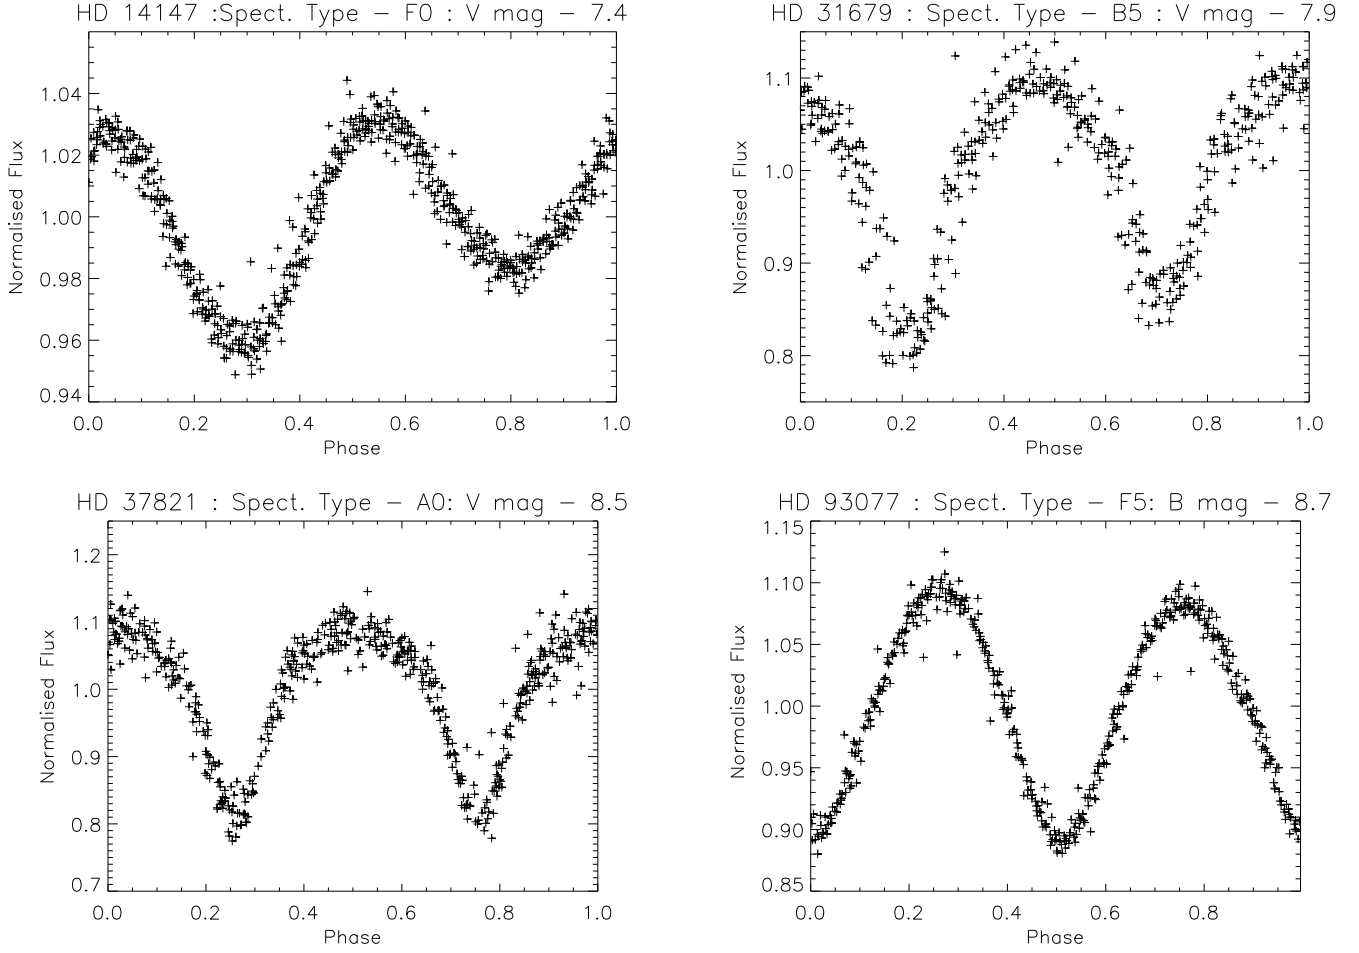 HD 14147 :Spect. Type − F0 : V mag − 7.4
1.04
1.02
1.00
0.98
0.96
0.94
Normalised Flux
0.0 0.2 0.4 0.6 0.8 1.0
Phase
HD 31679 : Spect. Type − B5 : V mag − 7.9
1.1
1.0
0.9
0.8
Normalised Flux
0.0 0.2 0.4 0.6 0.8 1.0
Phase
HD 37821 : Spect. Type − A0: V mag − 8.5
1.2
1.1
1.0
0.9
0.8
0.7
Normalised Flux
0.0 0.2 0.4 0.6 0.8 1.0
Phase
HD 93077 : Spect. Type − F5: B mag − 8.7
1.15
1.10
1.05
1.00
0.95
0.90
0.85
Normalised Flux
0.0 0.2 0.4 0.6 0.8
Phase